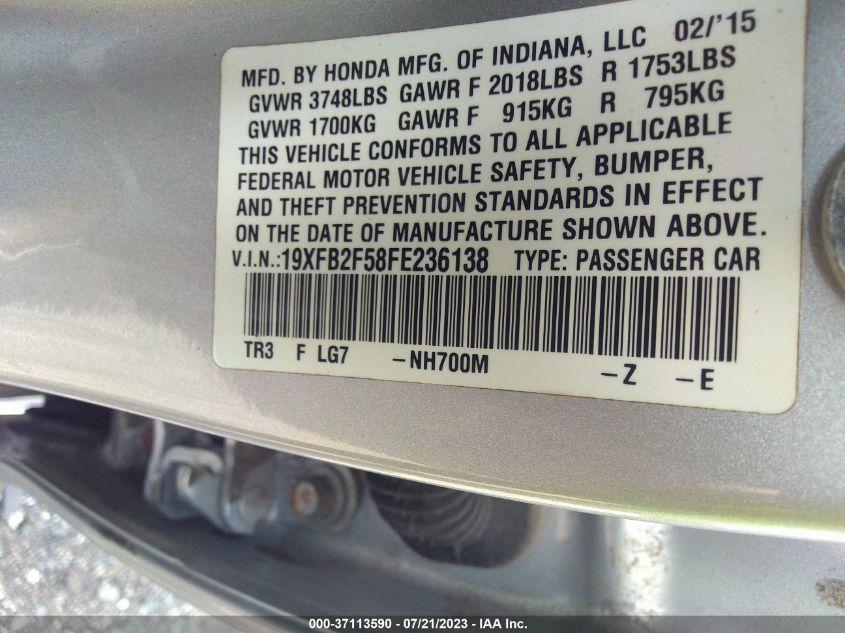 MFD. BY HONDA MFG. OF INDIANA, LLC 02/'15
GVWR 3748LBS GAWR F 2018LBS R 1753LBS
GVWR 1700KG GAWR F 915KG R 795KG
THIS VEHICLE CONFORMS TO ALL APPLICABLE
FEDERAL MOTOR VEHICLE SAFETY, BUMPER,
AND THEFT PREVENTION STANDARDS IN EFFECT
ON THE DATE OF MANUFACTURE SHOWN ABOVE.
V.I.N.:19XFB2F58FE236138 TYPE: PASSENGER CAR
TR3 F LG7 -NH700M -Z -E
000-37113590 - 07/21/2023 - IAA Inc.